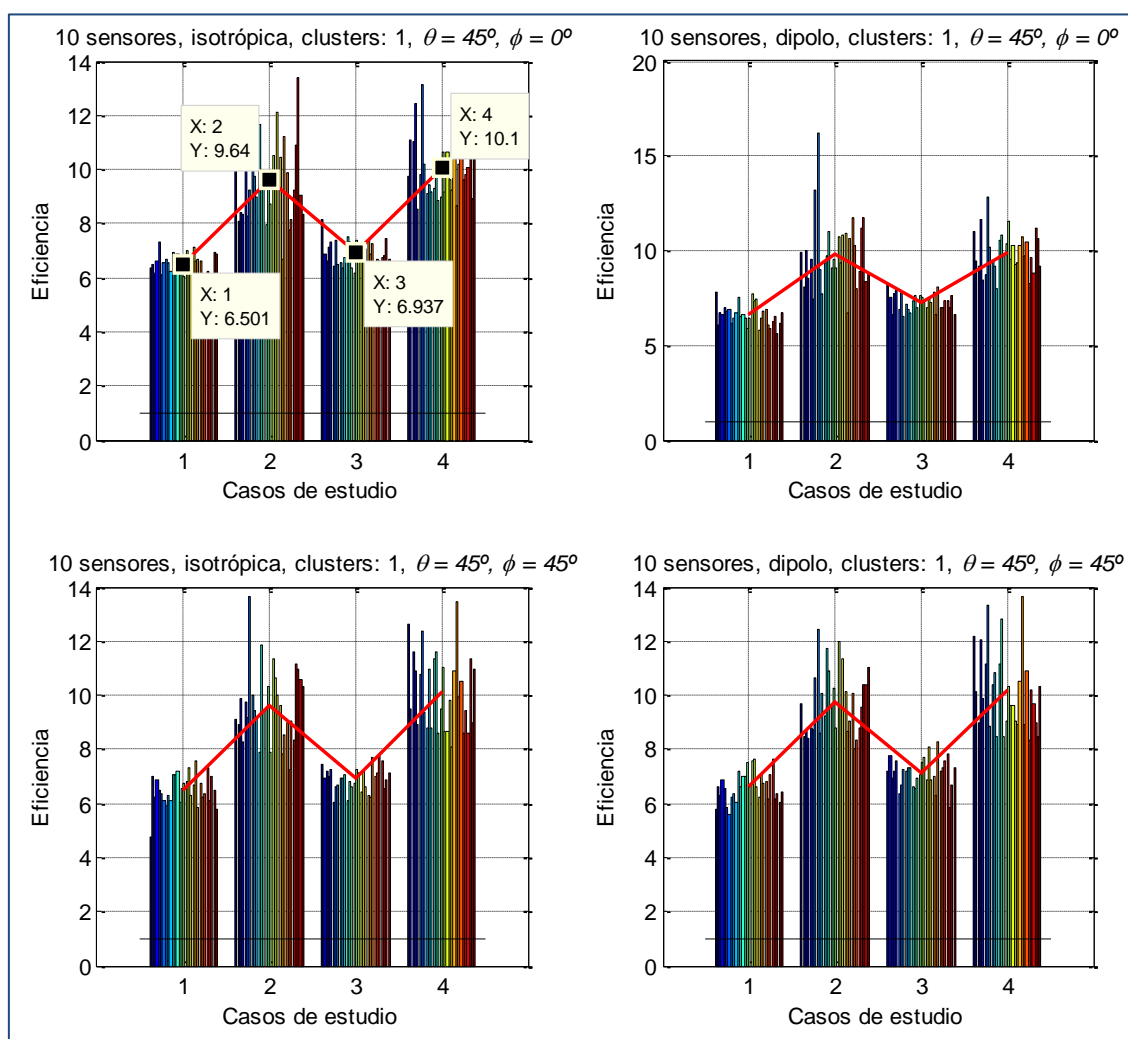 10 sensores, isotrópica, clusters: 1, θ = 45º, ϕ = 0º
14
12
10
8
6
4
2
0
Eficiencia
X: 2
Y: 9.64
X: 4
Y: 10.1
X: 1
Y: 6.501
X: 3
Y: 6.937
1 2 3 4
Casos de estudio
10 sensores, dipolo, clusters: 1, θ = 45º, ϕ = 0º
20
15
10
5
0
Eficiencia
1 2 3 4
Casos de estudio
10 sensores, isotrópica, clusters: 1, θ = 45º, ϕ = 45º
14
12
10
8
6
4
2
0
Eficiencia
1 2 3 4
Casos de estudio
10 sensores, dipolo, clusters: 1, θ = 45º, ϕ = 45º
14
12
10
8
6
4
2
0
Eficiencia
1 2 3 4
Casos de estudio